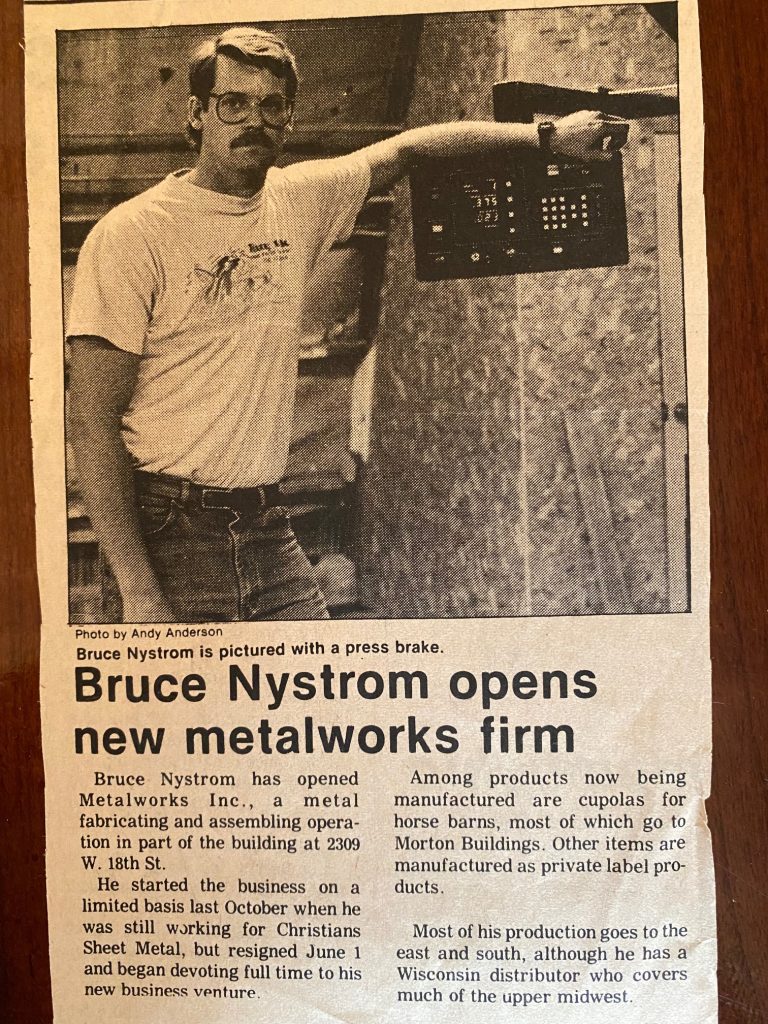 1
375
Photo by Andy Anderson
Bruce Nystrom is pictured with a press brake.
Bruce Nystrom opens
new metalworks firm
Bruce Nystrom has opened
Metalworks Inc., a metal
fabricating and assembling opera-
tion in part of the building at 2309
W. 18th St.
He started the business on a
limited basis last October when he
was still working for Christians
Sheet Metal, but resigned June 1
and began devoting full time to his
new business venture.
Among products now being
manufactured are cupolas for
horse barns, most of which go to
Morton Buildings. Other items are
manufactured as private label pro-
ducts.
Most of his production goes to the
east and south, although he has a
Wisconsin distributor who covers
much of the upper midwest.